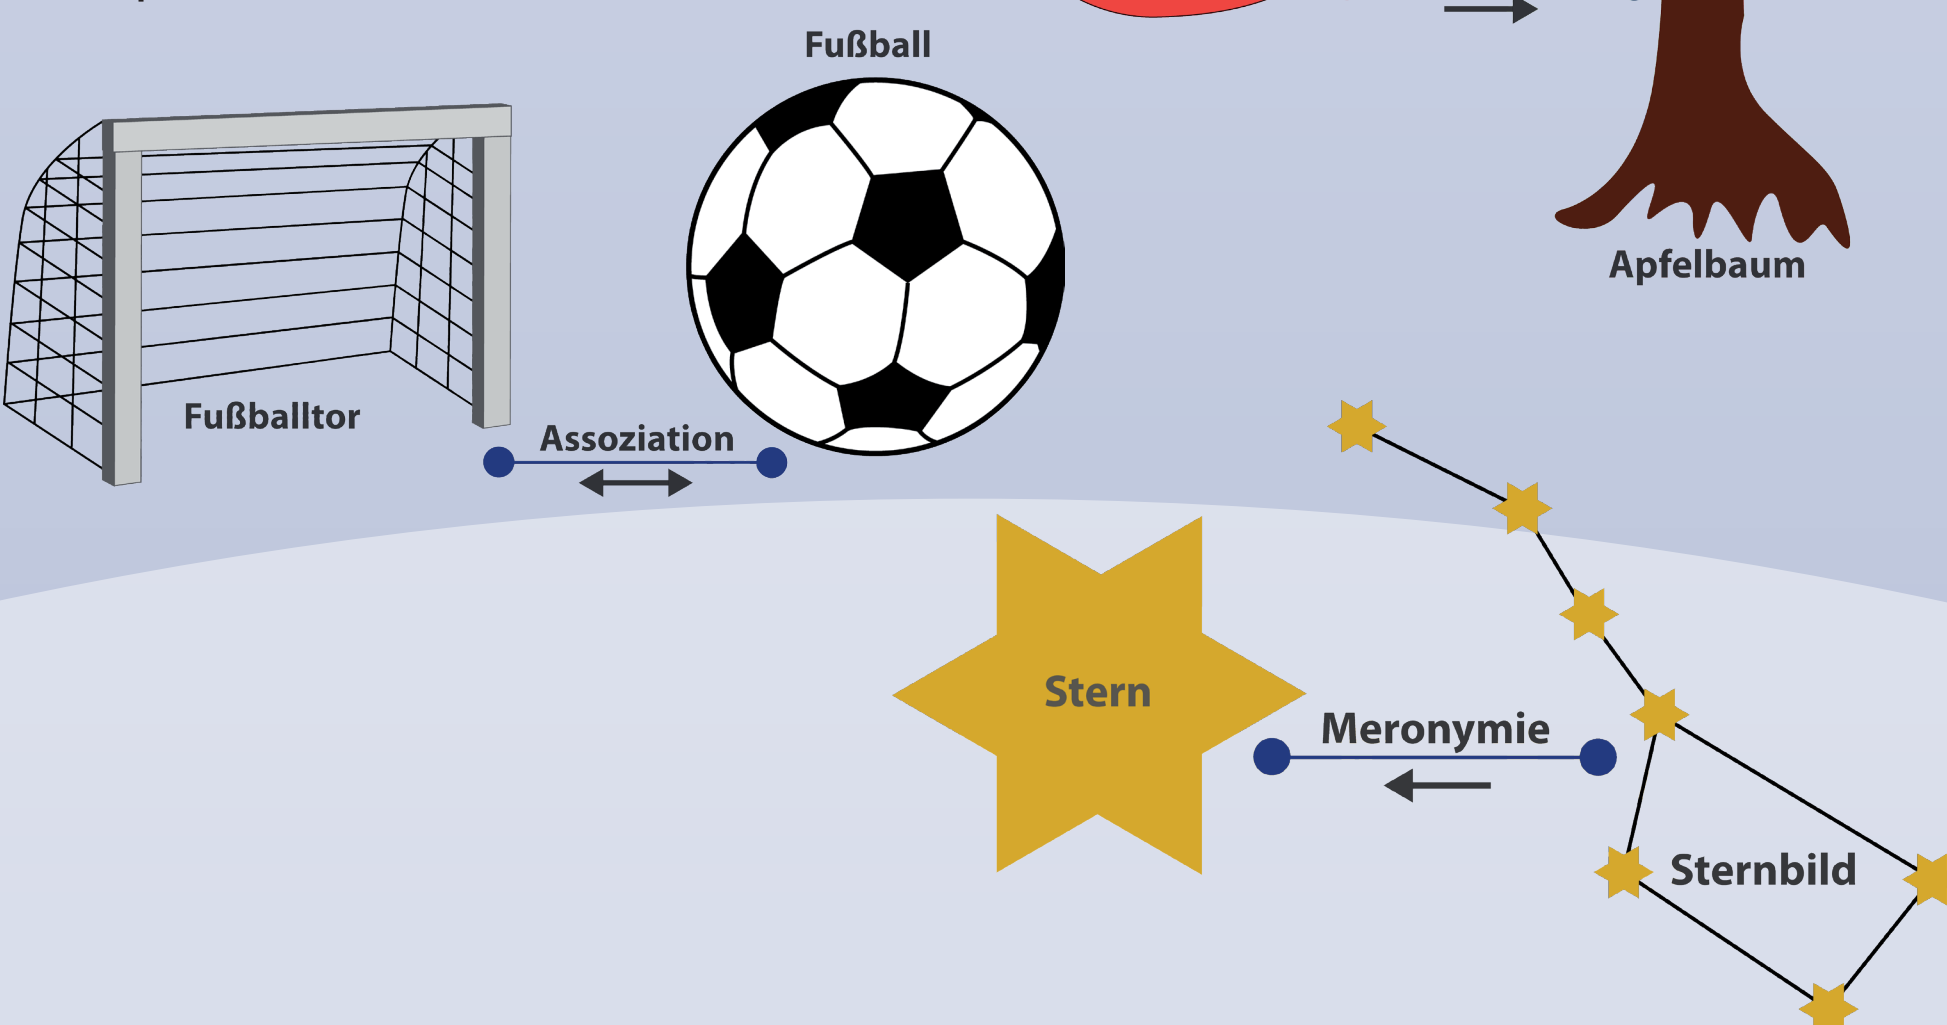 Fußball
Apfelbaum
Fußballtor
Assoziation
Stern
Meronymie
Sternbild